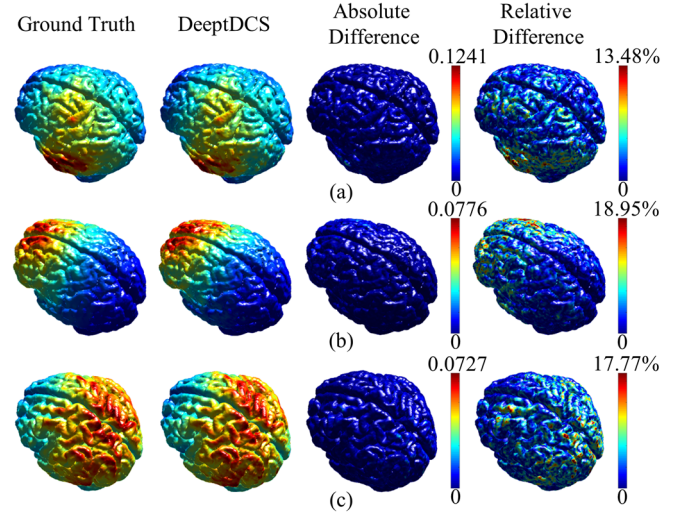 Ground Truth
DeeptDCS
Absolute
Difference
Relative
Difference
0.1241
13.48%
0
0
(a)
0.0776
18.95%
0
0
(b)
0.0727
17.77%
0
0
(c)